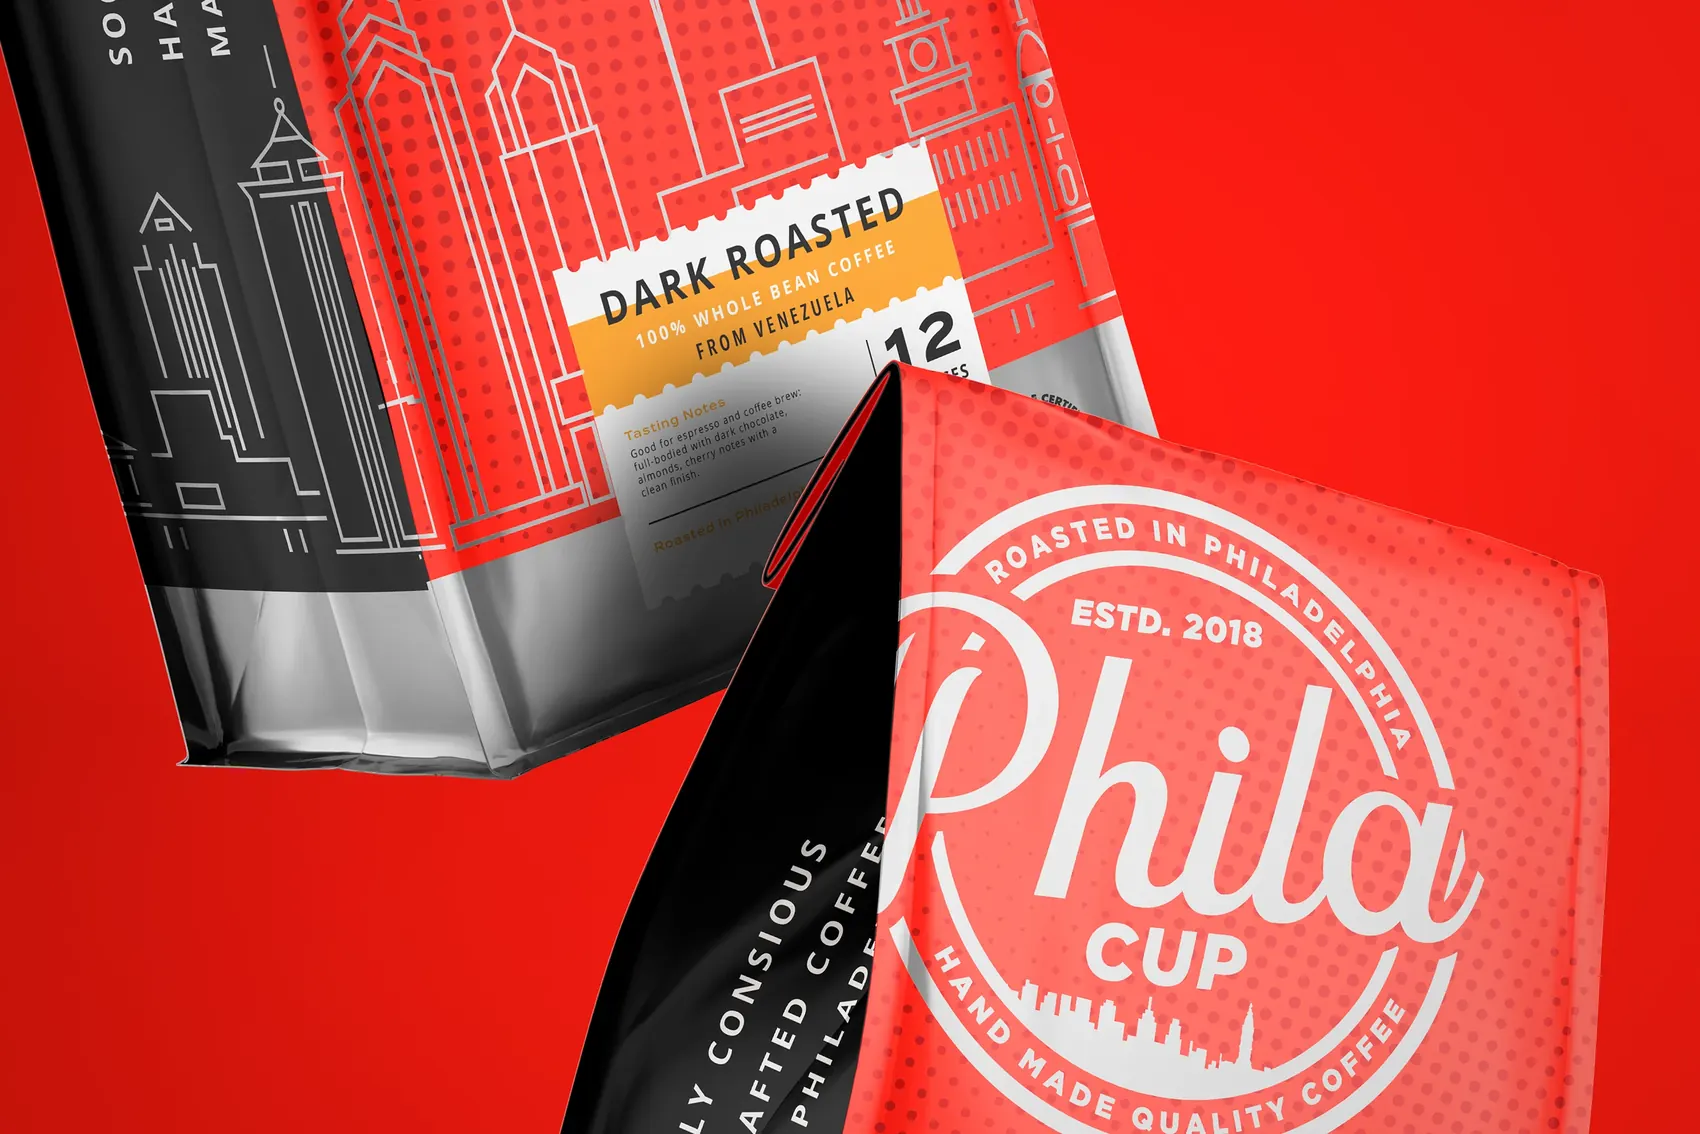 DARK ROASTED
100% WHOLE BEAN COFFEE
FROM VENEZUELA
12
Tasting Notes
Good for espresso and coffee brew:
full-bodied with dark chocolate,
almonds, cherry notes with a
clean finish.
Roasted in
ROASTED IN PHILADELPHIA
ESTD. 2018
Phila
CUP
HAND MADE QUALITY COFFEE
CONSIOUS
COFFEE